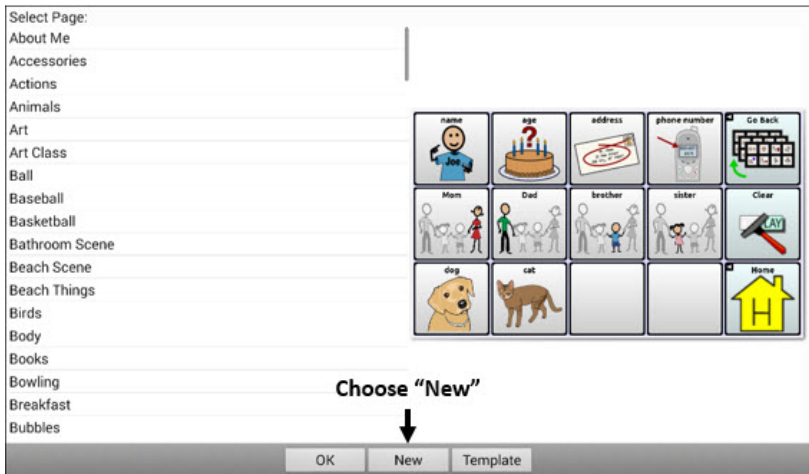 Select Page:
About Me
Accessories
Actions
Animals
Art
Art Class
Ball
Baseball
Basketball
Bathroom Scene
Beach Scene
Beach Things
Birds
Body
Books
Bowling
Breakfast
Bubbles
name age address phone number Go Back
Joe
Mom Dad brother sister Clear
LAY
dog cat Home
H
Choose “New”
OK New Template